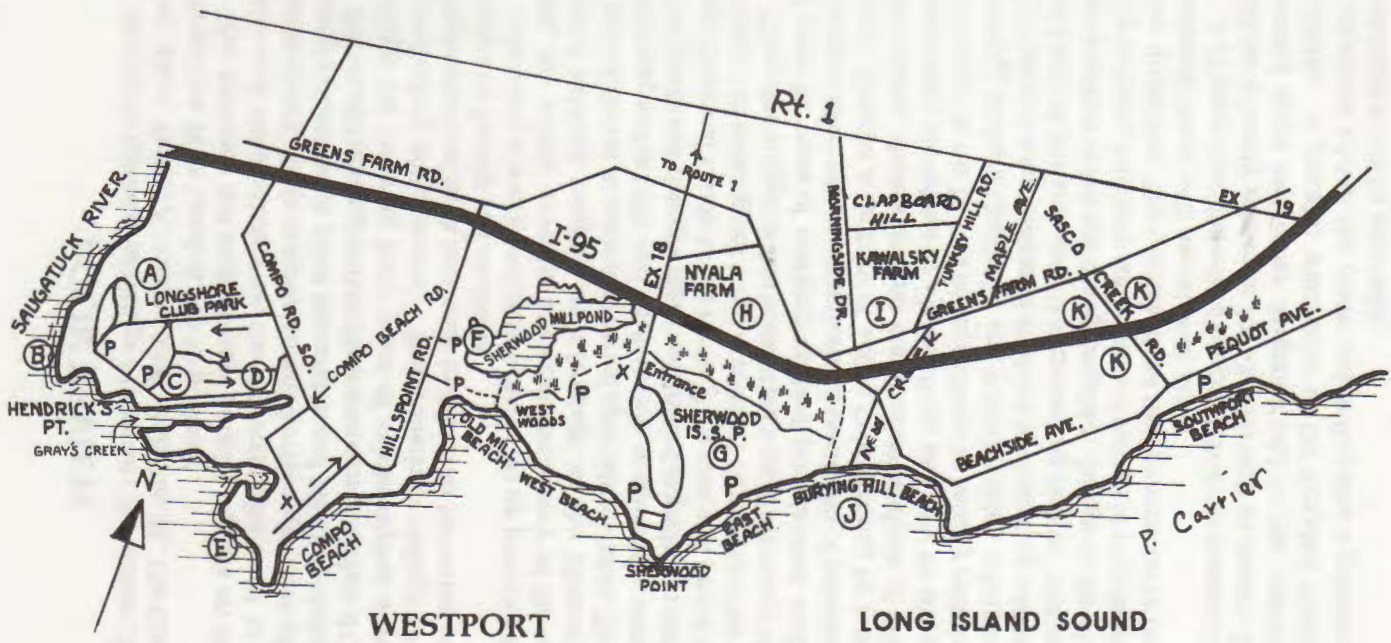 Rt. 1
GREENS FARM RD.
TO ROUTE 1
MORNINGSIDE DR.
CLAPBOARD
HILL
TURNBY HILL RD.
MAPLE AVE.
SASCO
CREEK
RD.
EX
19
SAUGATUCK RIVER
I-95
EX 18
NYALA
FARM
H
KAWALSKY
FARM
I
GREEN'S FARM RD.
K
K
K
A
LONGSHORE
CLUB PARK
COMPO RD. SO.
COMPO BEACH RD.
HILLSPOINT RD.
P
F
SHERWOOD MILLPOND
B
P
P
C
D
X
Entrance
CREEK
NEW
PEQUOT AVE.
P
SOUTHPORT
BEACH
HENDRICK'S
PT.
GRAY'S CREEK
P
WEST
WOODS
P
OLD MILL
BEACH
SHERWOOD
IS. S. P.
G
BEACHSIDE AVE.
WEST BEACH
P
P
BURYING HILL BEACH
J
EAST
BEACH
N
X
E
COMPO
BEACH
SHERWOOD
POINT
P. Carrier
WESTPORT
LONG ISLAND SOUND